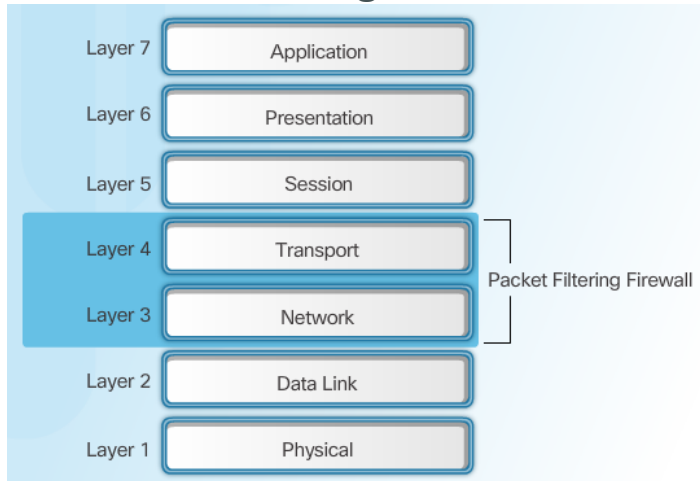 Layer 7 Application
Layer 6 Presentation
Layer 5 Session
Layer 4 Transport
Packet Filtering Firewall
Layer 3 Network
Layer 2 Data Link
Layer 1 Physical